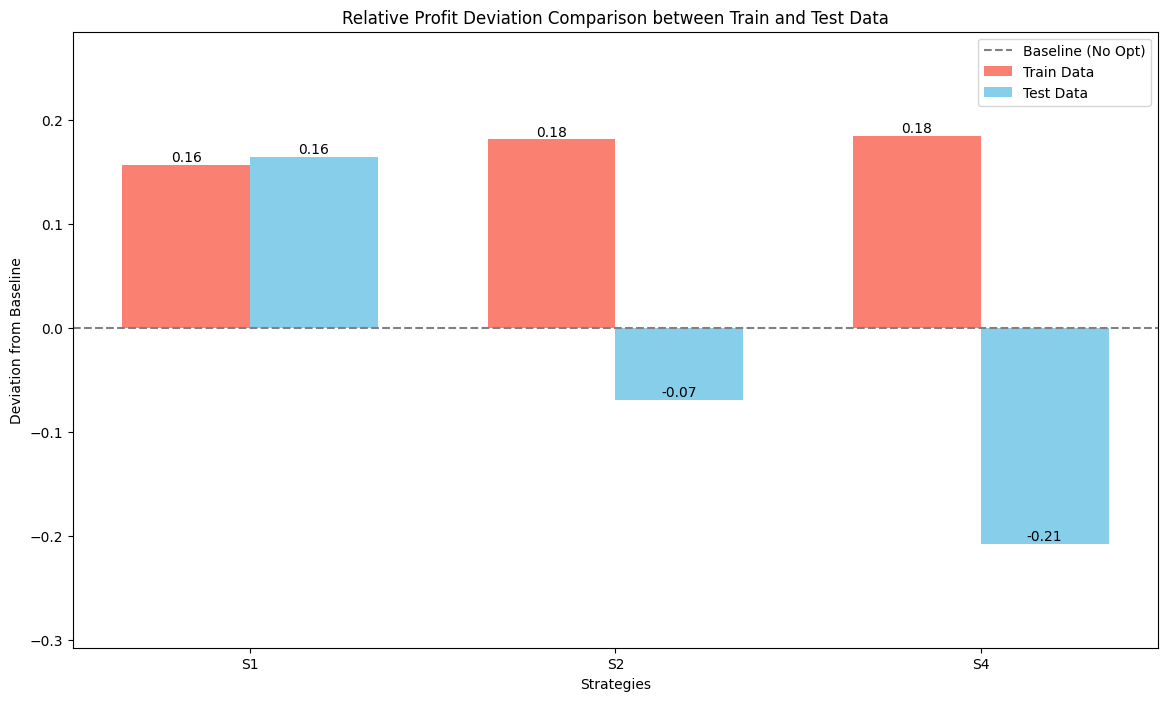 Relative Profit Deviation Comparison between Train and Test Data
Baseline (No Opt)
Train Data
Test Data
0.16
0.16
0.18
0.18
-0.07
-0.21
0.2
0.1
0.0
−0.1
−0.2
−0.3
Deviation from Baseline
S1
S2
S4
Strategies